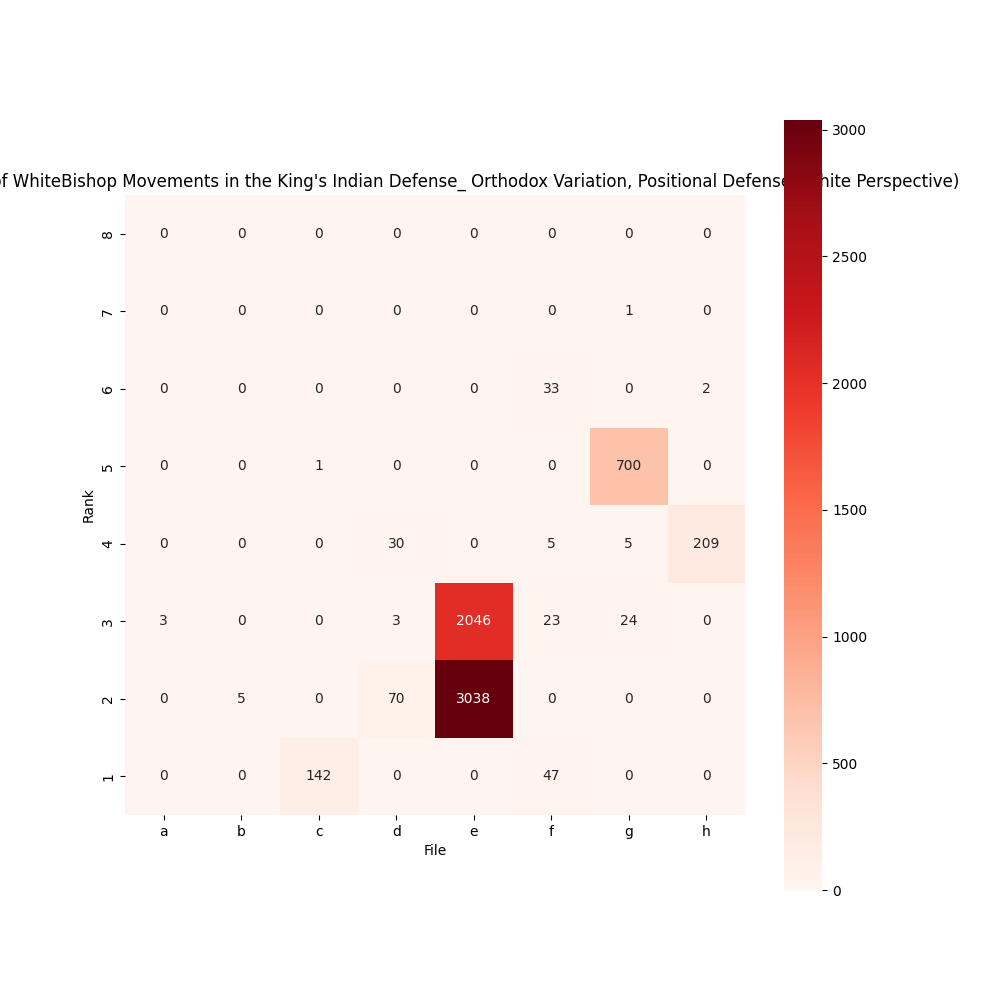 3000
f WhiteBishop Movements in the King's Indian Defense_ Orthodox Variation, Positional Defens ite Perspective)
8 0 0 0 0 0 0 0 0
7 0 0 0 0 0 0 1 0
2500
6 0 0 0 0 0 33 0 2
2000
5 0 0 1 0 0 0 700 0
Rank
1500
4 0 0 0 30 0 5 5 209
3 3 0 0 3 2046 23 24 0
1000
2 0 5 0 70 3038 0 0 0
500
1 0 0 142 0 0 47 0 0
a b c d e f g h
File
0